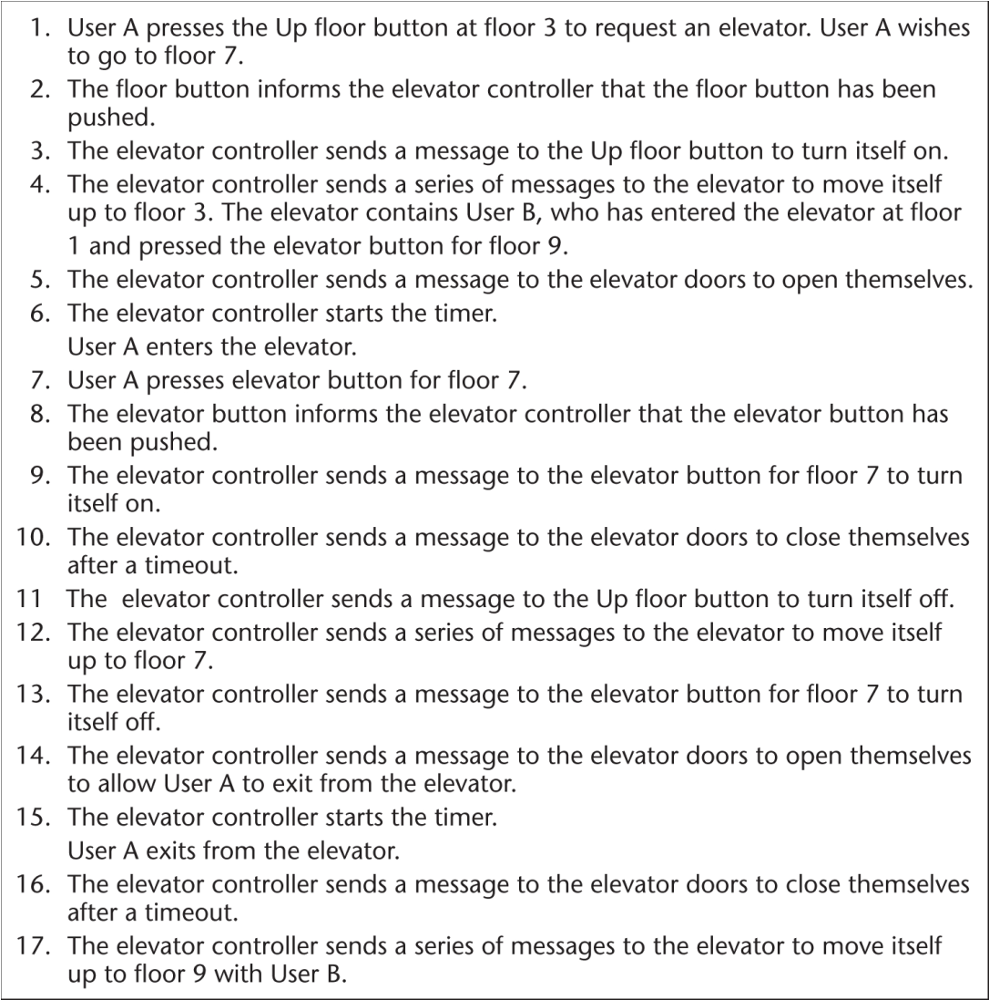 1. User A presses the Up floor button at floor 3 to request an elevator. User A wishes
to go to floor 7.
2. The floor button informs the elevator controller that the floor button has been
pushed.
3. The elevator controller sends a message to the Up floor button to turn itself on.
4. The elevator controller sends a series of messages to the elevator to move itself
up to floor 3. The elevator contains User B, who has entered the elevator at floor
1 and pressed the elevator button for floor 9.
5. The elevator controller sends a message to the elevator doors to open themselves.
6. The elevator controller starts the timer.
User A enters the elevator.
7. User A presses elevator button for floor 7.
8. The elevator button informs the elevator controller that the elevator button has
been pushed.
9. The elevator controller sends a message to the elevator button for floor 7 to turn
itself on.
10. The elevator controller sends a message to the elevator doors to close themselves
after a timeout.
11 The elevator controller sends a message to the Up floor button to turn itself off.
12. The elevator controller sends a series of messages to the elevator to move itself
up to floor 7.
13. The elevator controller sends a message to the elevator button for floor 7 to turn
itself off.
14. The elevator controller sends a message to the elevator doors to open themselves
to allow User A to exit from the elevator.
15. The elevator controller starts the timer.
User A exits from the elevator.
16. The elevator controller sends a message to the elevator doors to close themselves
after a timeout.
17. The elevator controller sends a series of messages to the elevator to move itself
up to floor 9 with User B.